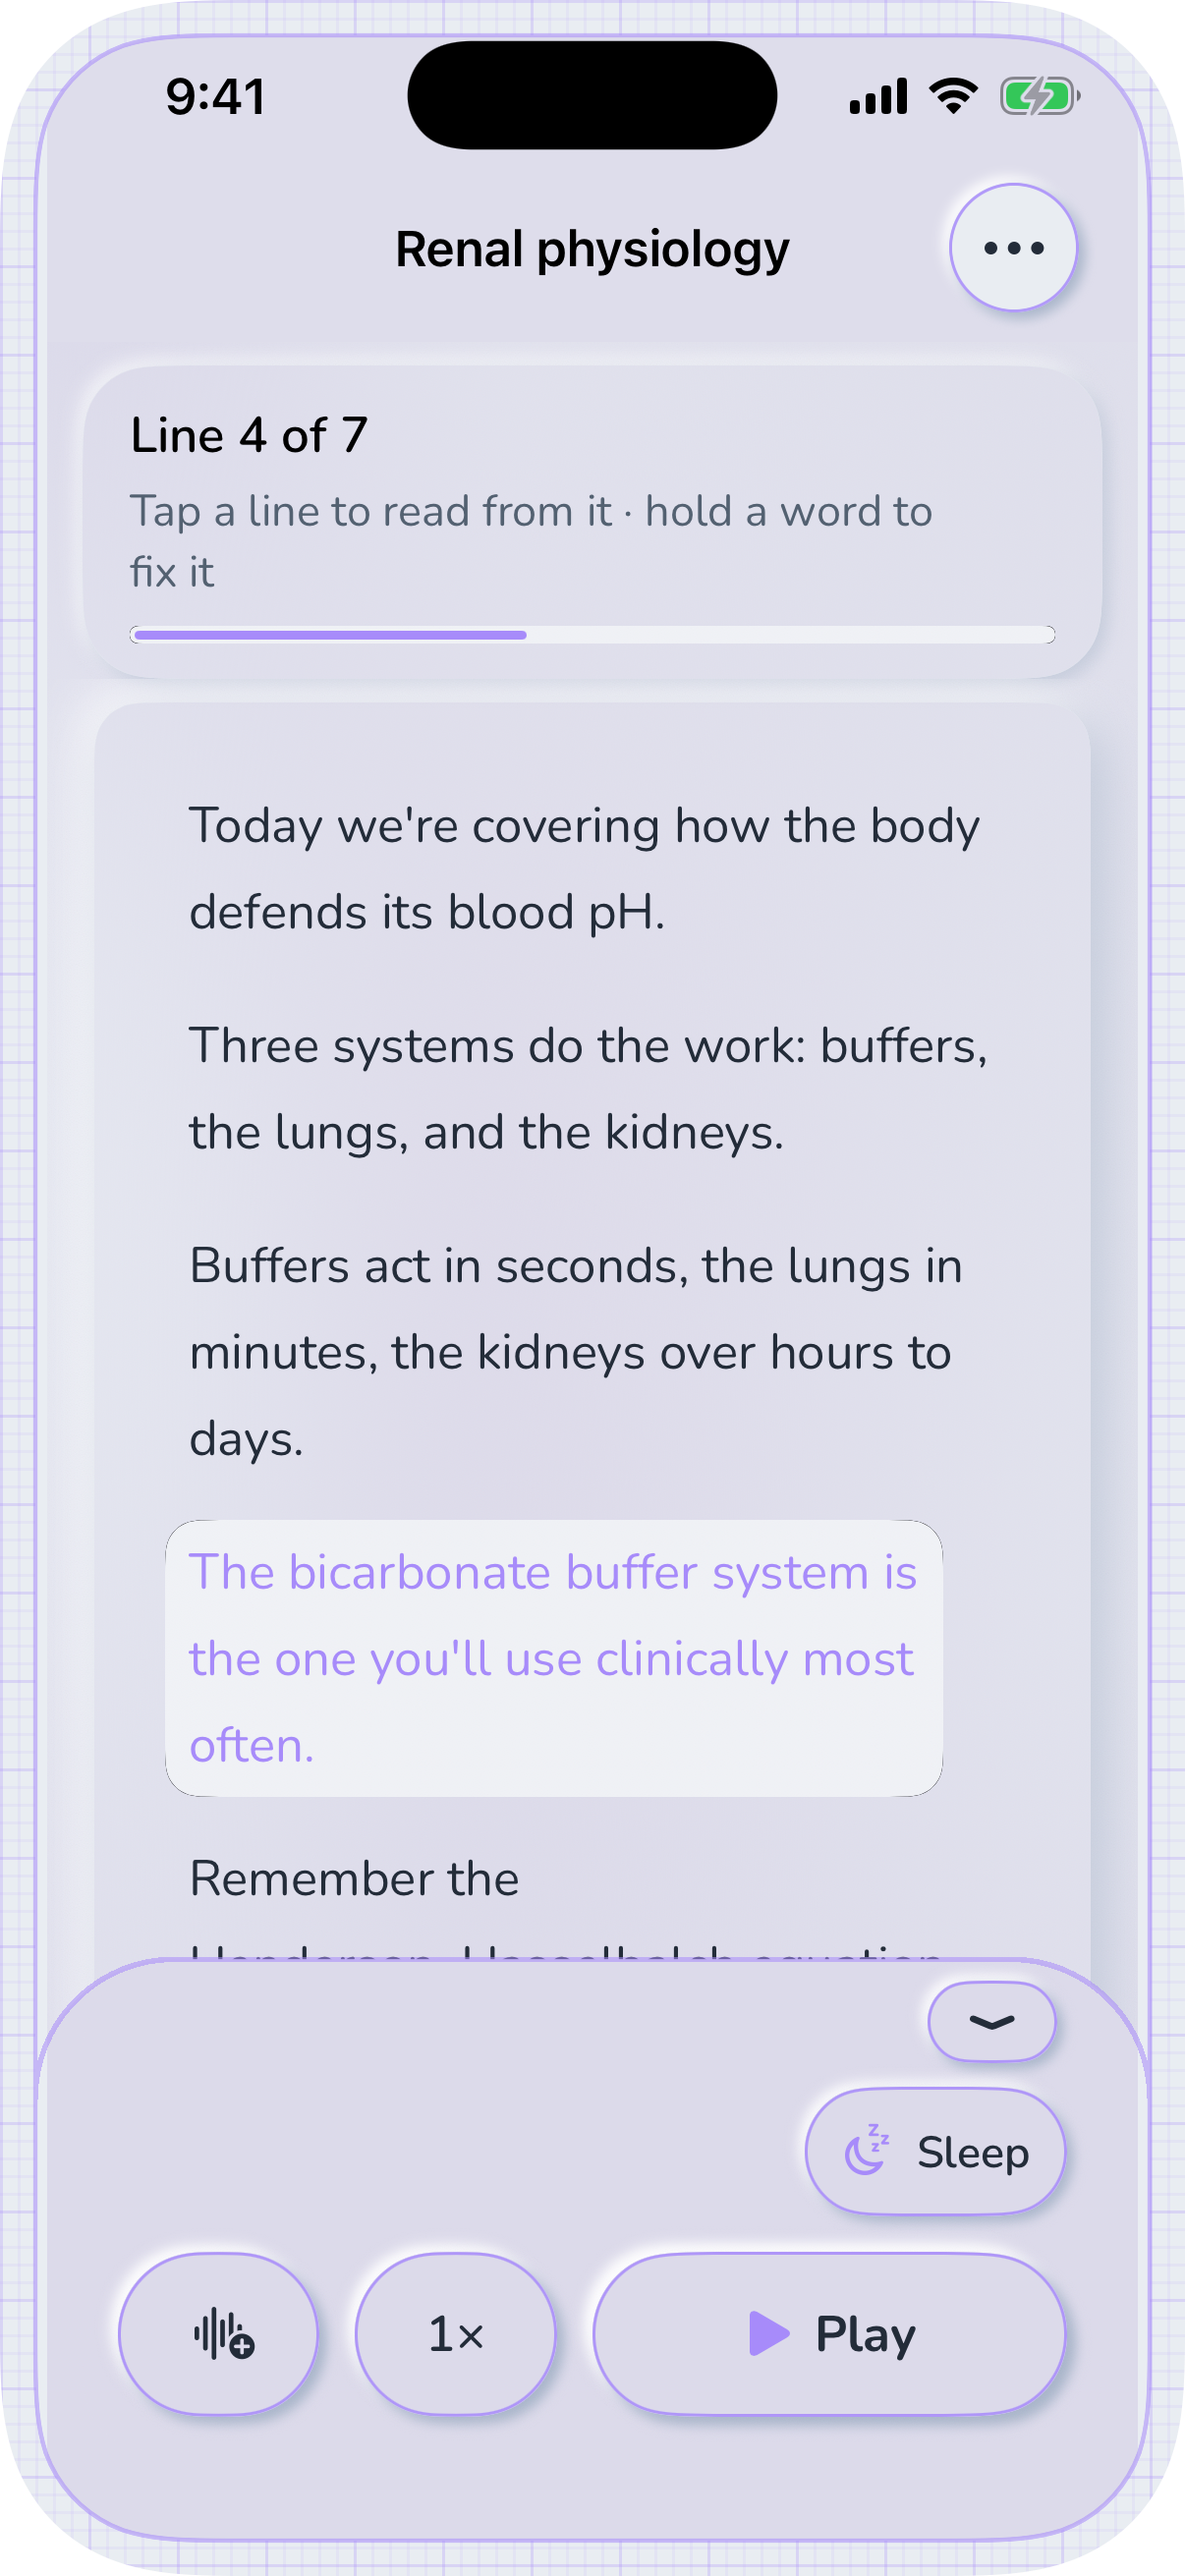 9:41
Renal physiology
Line 4 of 7
Tap a line to read from it · hold a word to
fix it
Today we're covering how the body
defends its blood pH.
Three systems do the work: buffers,
the lungs, and the kidneys.
Buffers act in seconds, the lungs in
minutes, the kidneys over hours to
days.
The bicarbonate buffer system is
the one you'll use clinically most
often.
Remember the
Henderson–Hasselbalch equation
Sleep
1×
Play